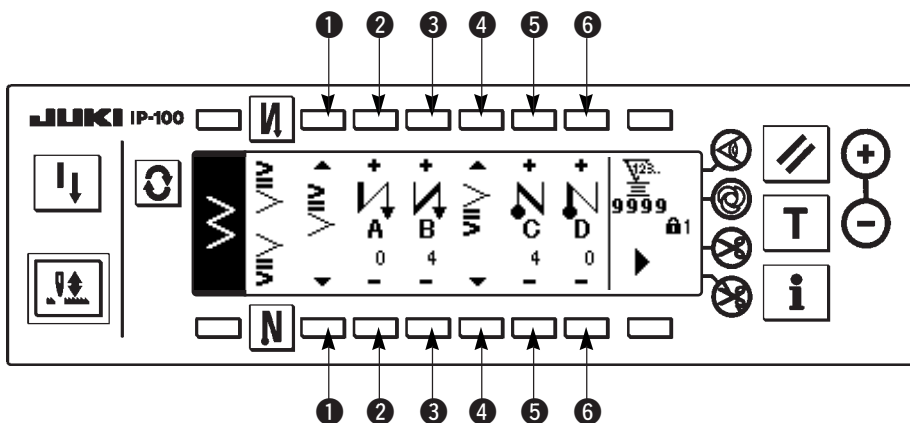 ❶ ❷ ❸ ❹ ❺ ❻
JUKI IP-100
A B C D
0 4 4 0
123..
9999
1
T
i
N
❶ ❷ ❸ ❹ ❺ ❻